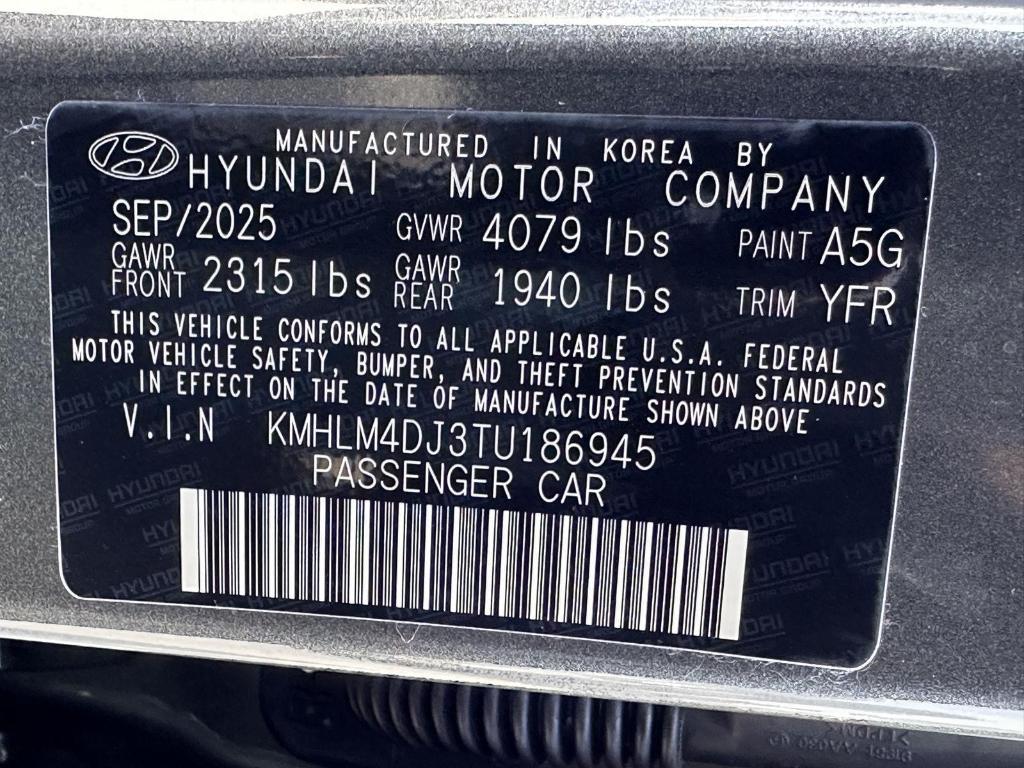 MANUFACTURED IN KOREA BY
HYUNDAI MOTOR COMPANY
SEP/2025 GVWR 4079 lbs PAINT A5G
GAWR FRONT 2315 lbs GAWR REAR 1940 lbs TRIM YFR
THIS VEHICLE CONFORMS TO ALL APPLICABLE U.S.A. FEDERAL
MOTOR VEHICLE SAFETY, BUMPER, AND THEFT PREVENTION STANDARDS
IN EFFECT ON THE DATE OF MANUFACTURE SHOWN ABOVE
V.I.N KMHLM4DJ3TU186945
PASSENGER CAR